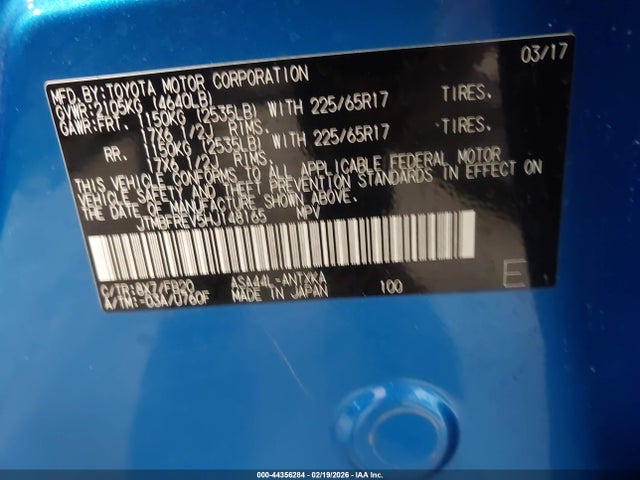 MFD.BY:TOYOTA MOTOR CORPORATION 03/17
GVWR:2105KG (4640LB)
GAWR:FRT. 1150KG (2535LB) WITH 225/65R17 TIRES.
17X6 1/2J RIMS.
RR. 1150KG (2535LB) WITH 225/65R17 TIRES.
17X6 1/2J RIMS.
THIS VEHICLE CONFORMS TO ALL APPLICABLE FEDERAL MOTOR
VEHICLE SAFETY AND THEFT PREVENTION STANDARDS IN EFFECT ON
THE DATE OF MANUFACTURE SHOWN ABOVE.
JTMBFREV5HJ148165 MPV
C/TR:8X7/FB20 ASA44L-ANTXKA
A/TM:-03A/U760F MADE IN JAPAN 100
E
000-44356284 - 02/19/2026 - IAA Inc.